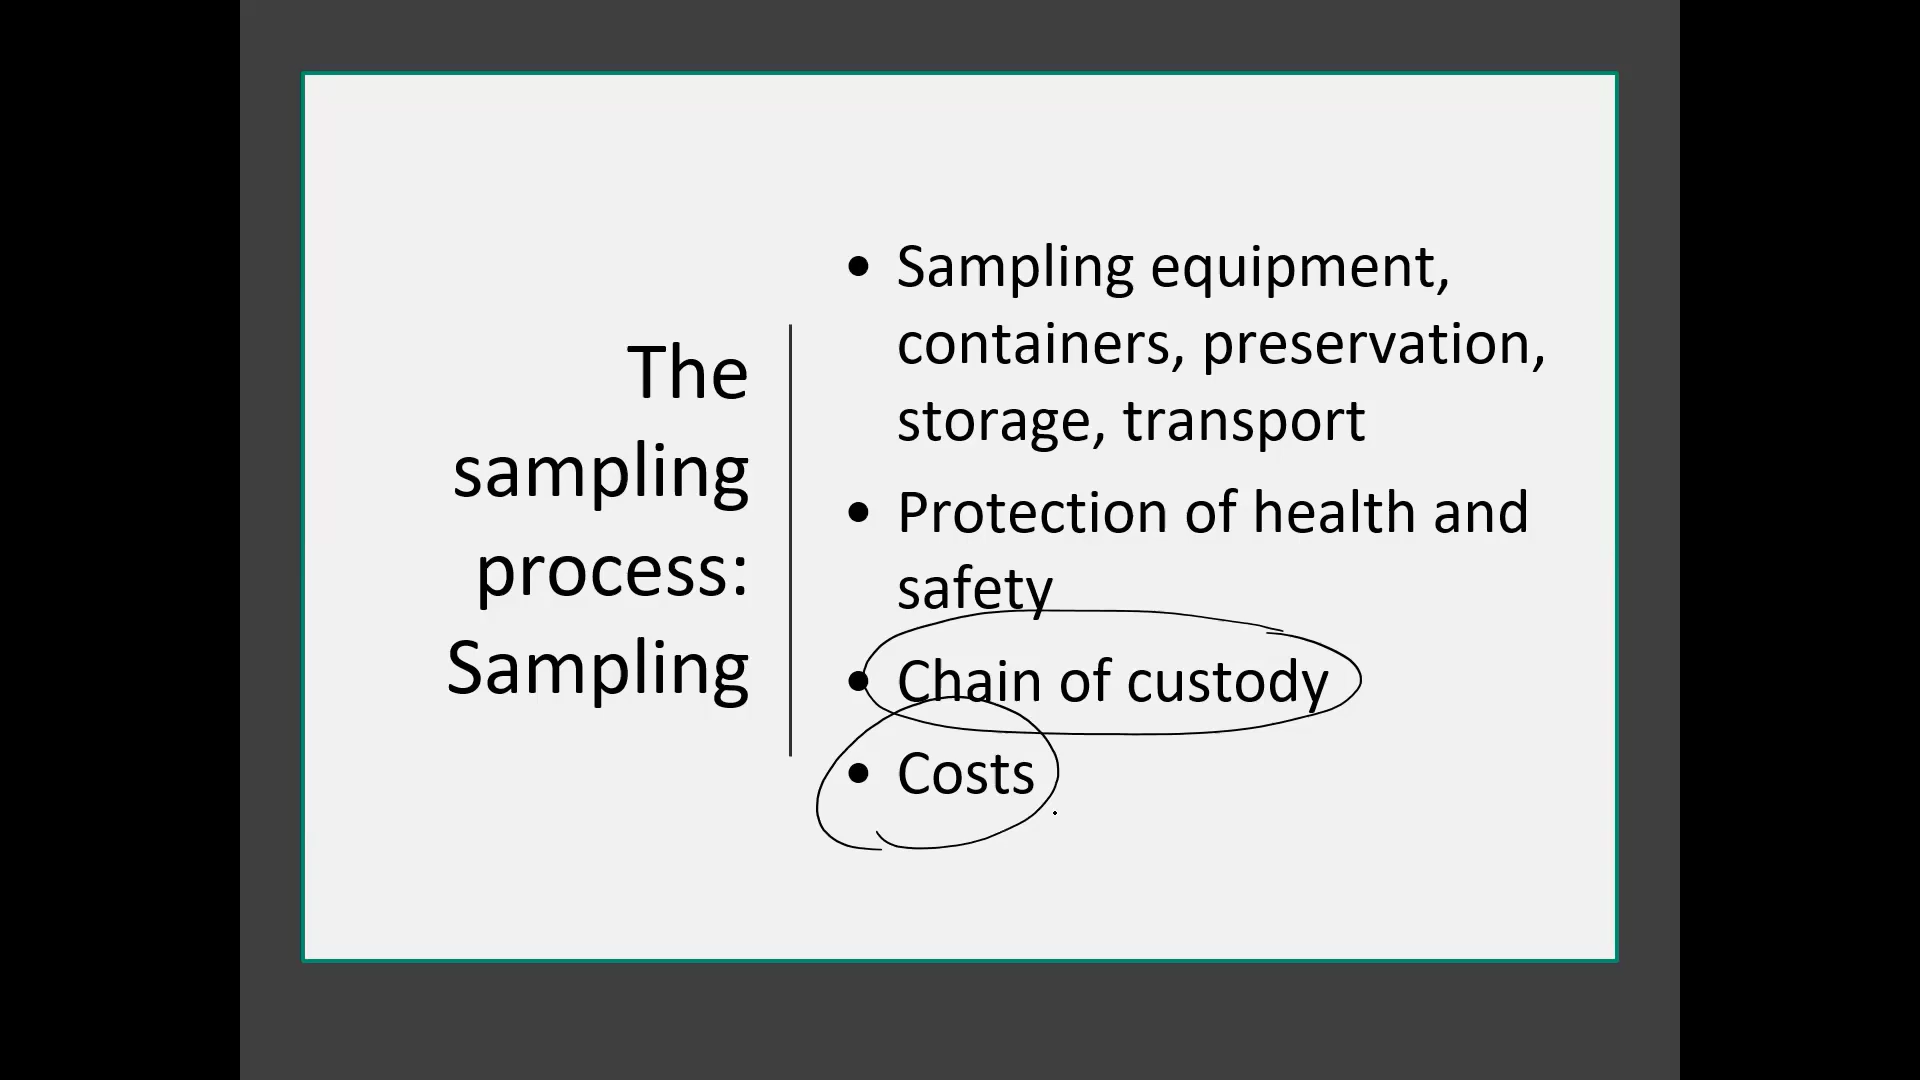 The
sampling
process:
Sampling
• Sampling equipment,
containers, preservation,
storage, transport
• Protection of health and
safety
• Chain of custody
• Costs